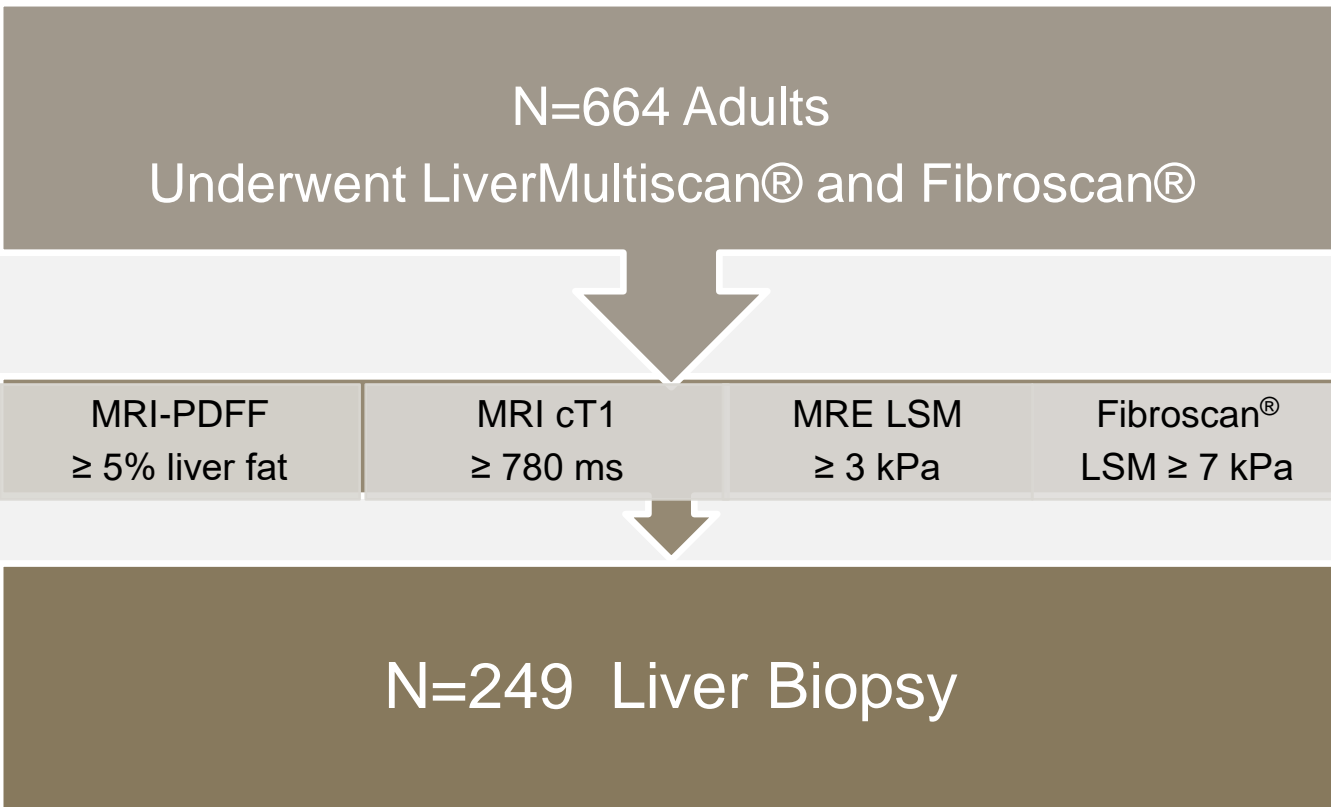 N=664 Adults
Underwent LiverMultiscan® and Fibroscan®
MRI-PDFF
≥ 5% liver fat
MRI cT1
≥ 780 ms
MRE LSM
≥ 3 kPa
Fibroscan®
LSM ≥ 7 kPa
N=249 Liver Biopsy